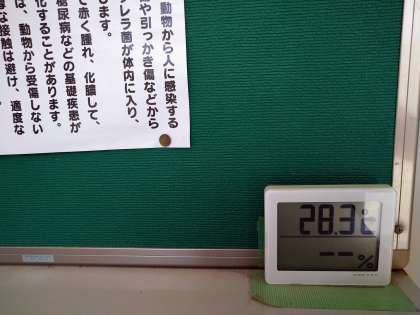 動物から人に感染する
や引っかき傷などから
レラ菌が体内に入り、
します。
で赤く腫れ、化膿して、
糖尿病などの基礎疾患が
化することがあります。
は、動物から受傷しない
な接触は避け、適度な
28.3℃
--%